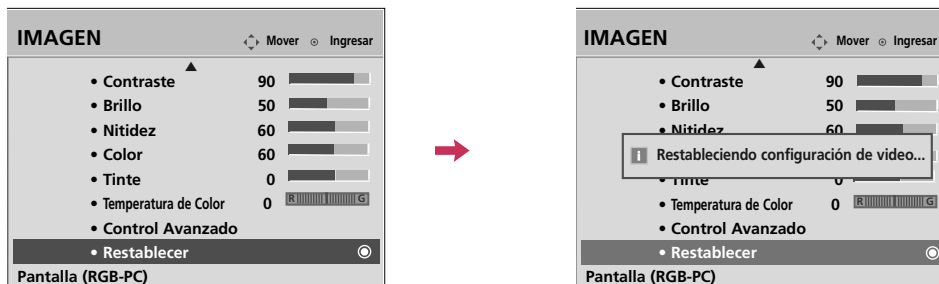 IMAGEN Mover Ingresar
• Contraste 90
• Brillo 50
• Nitidez 60
• Color 60
• Tinte 0
• Temperatura de Color 0 R G
• Control Avanzado
• Restablecer
Pantalla (RGB-PC)
IMAGEN Mover Ingresar
• Contraste 90
• Brillo 50
• Nitidez 60
i Restableciendo configuración de video...
• Tinte 0
• Temperatura de Color 0 R G
• Control Avanzado
• Restablecer
Pantalla (RGB-PC)